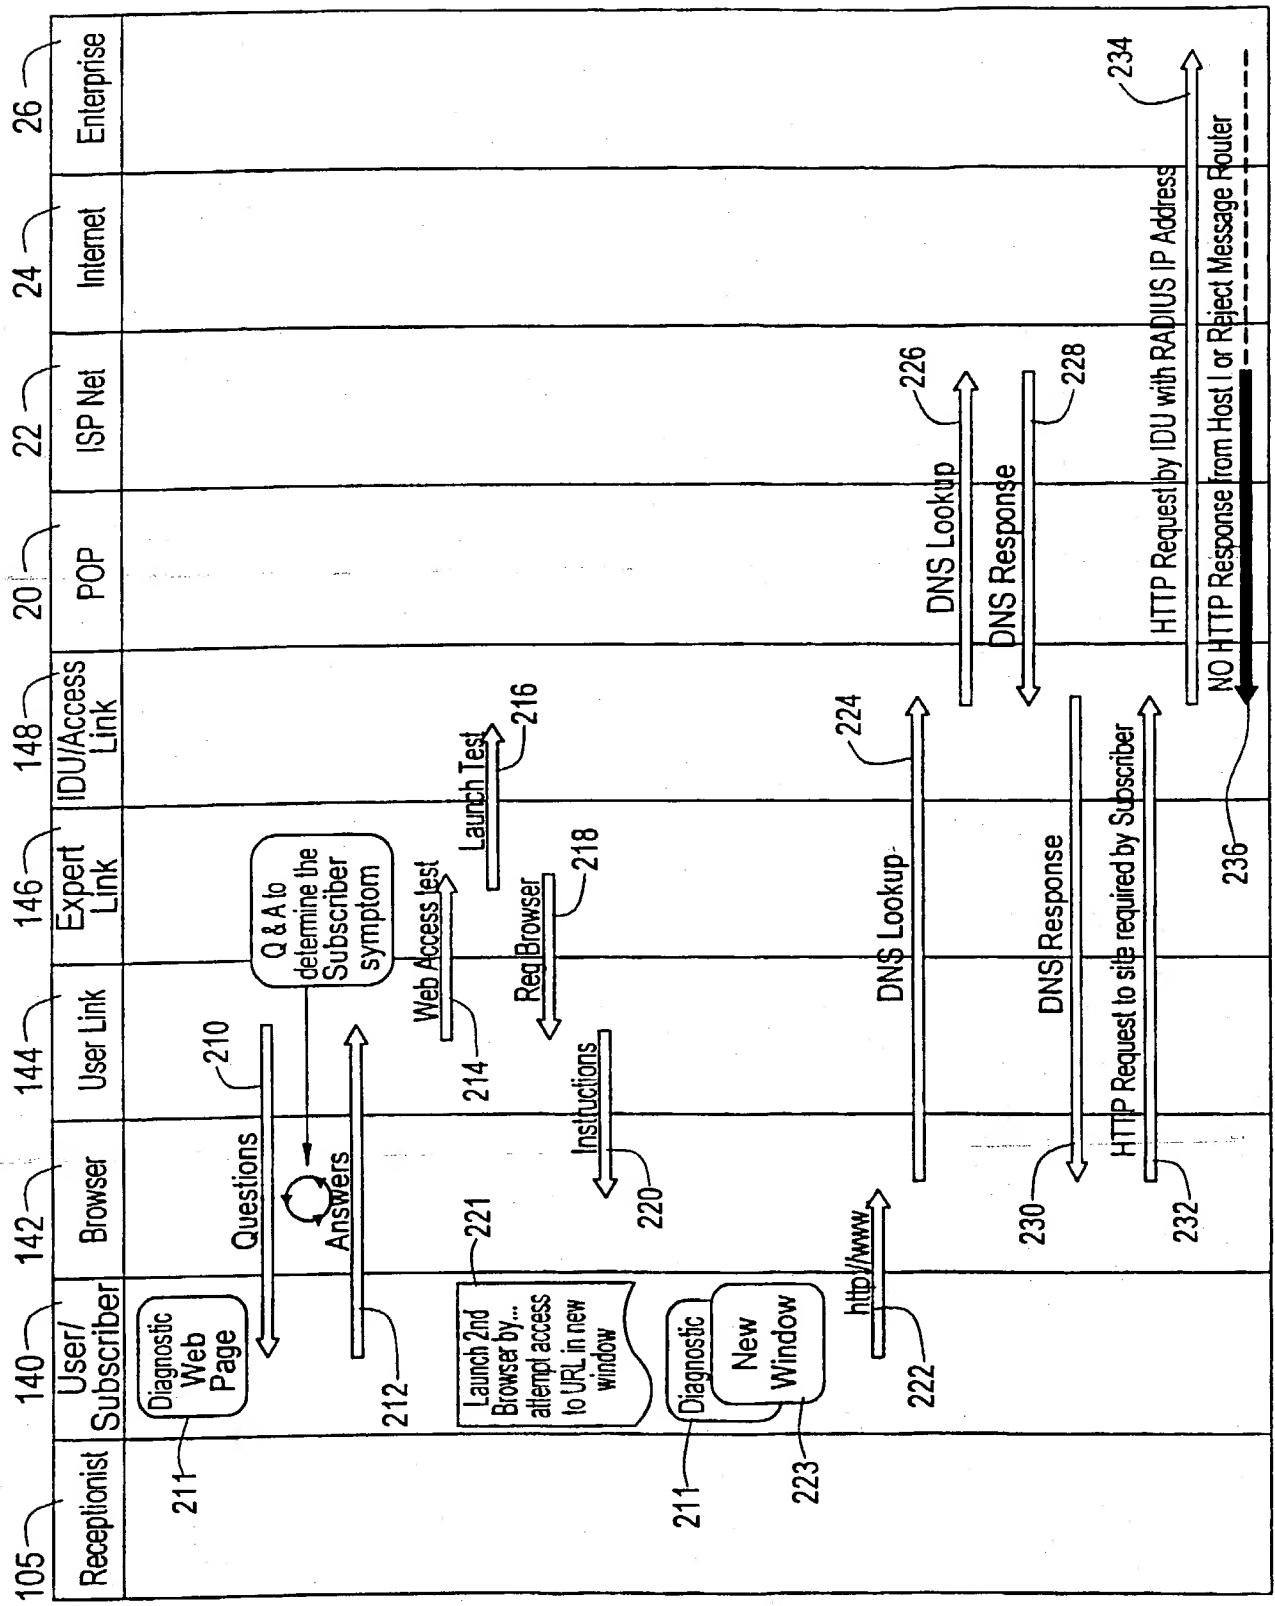 105
140
142
144
146
148
20
22
24
26
Receptionist
User/
Subscriber
Browser
User Link
Expert
Link
IDU/Access
Link
POP
ISP Net
Internet
Enterprise
Diagnostic
Web
Page
211
Questions
210
Q & A to
determine the
Subscriber
symptom
Answers
212
Web Access test
214
Launch Test
216
Req Browser
218
Instructions
220
Launch 2nd
Browser by...
attempt access
to URL in new
window
221
Diagnostic
New
Window
211
223
http://www
222
DNS Lookup
224
DNS Lookup
226
DNS Response
228
DNS Response
230
HTTP Request to site required by Subscriber
232
HTTP Request by IDU with RADIUS IP Address
234
NO HTTP Response from Host I or Reject Message Router
236